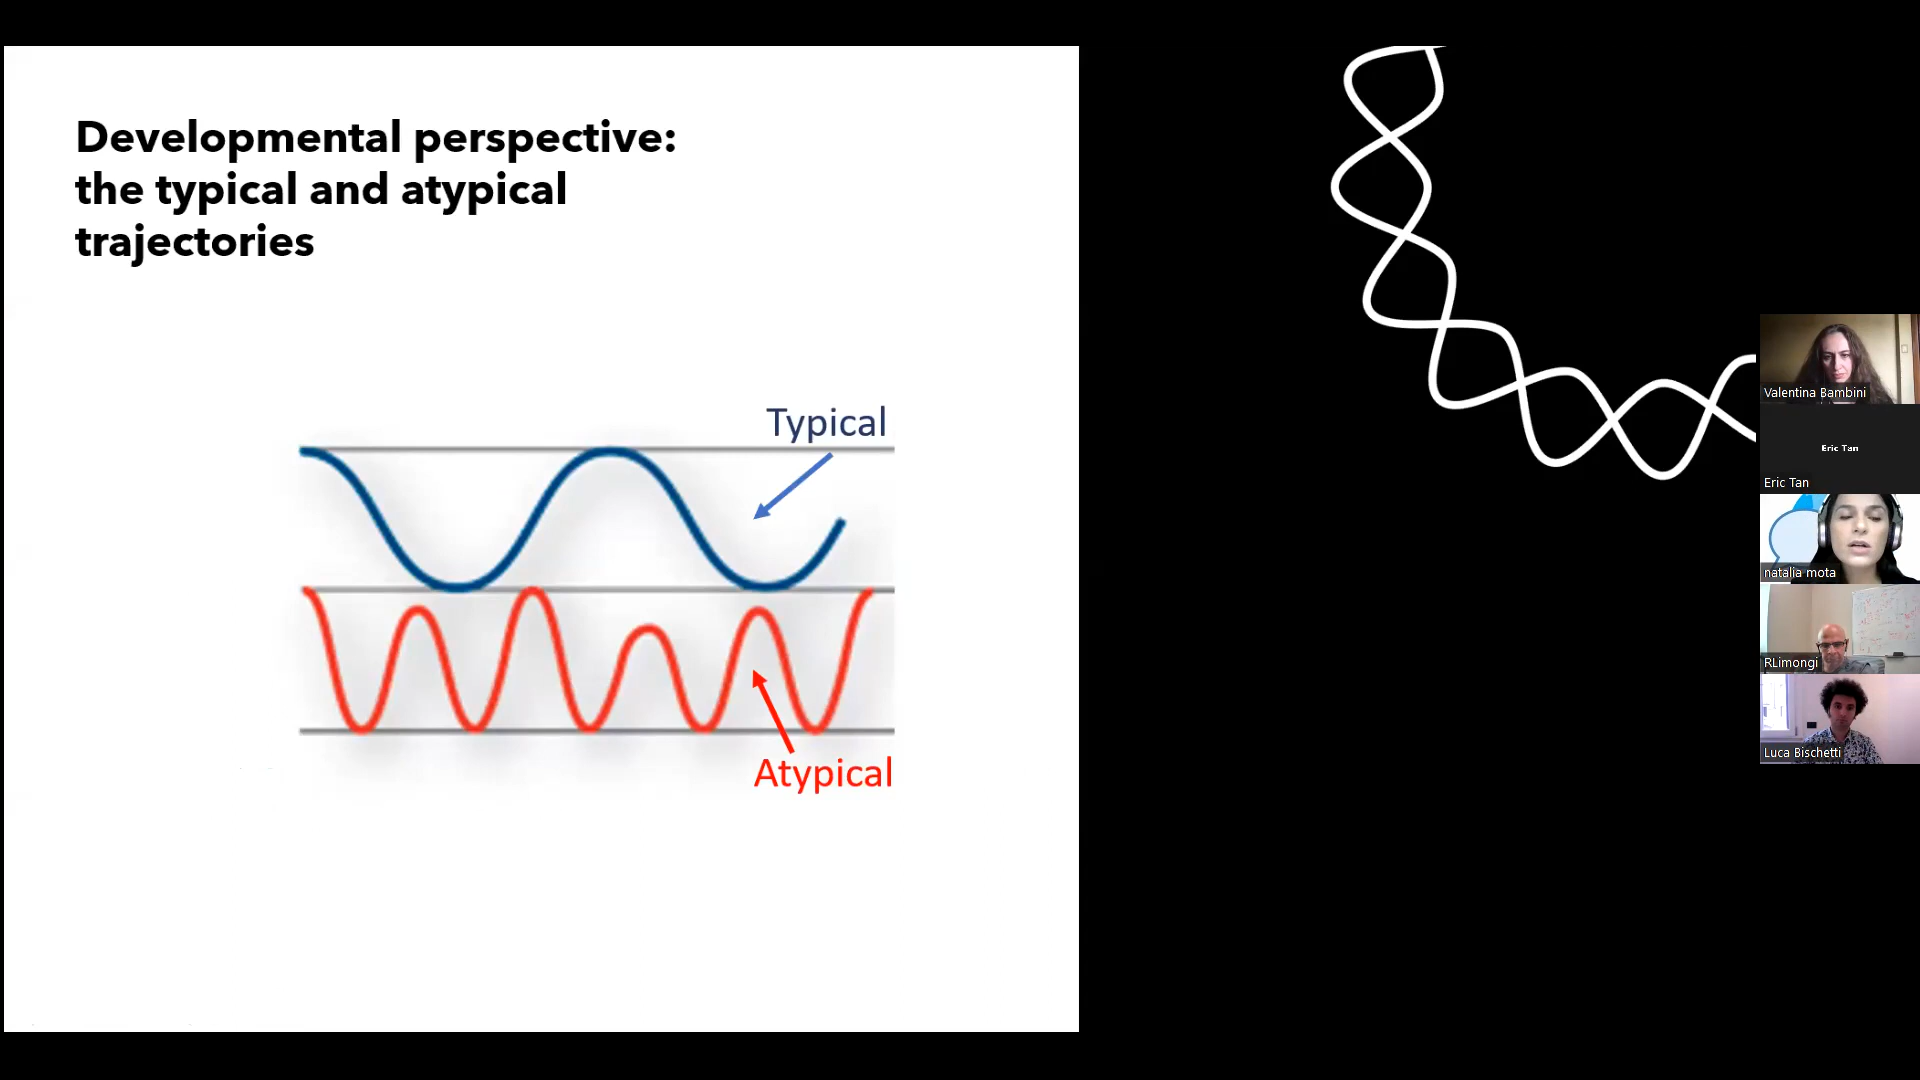 Developmental perspective:
the typical and atypical
trajectories
Typical
Atypical
Valentina Bambini
Eric Tan
Eric Tan
natalia mota
RLimongi
Luca Bischetti